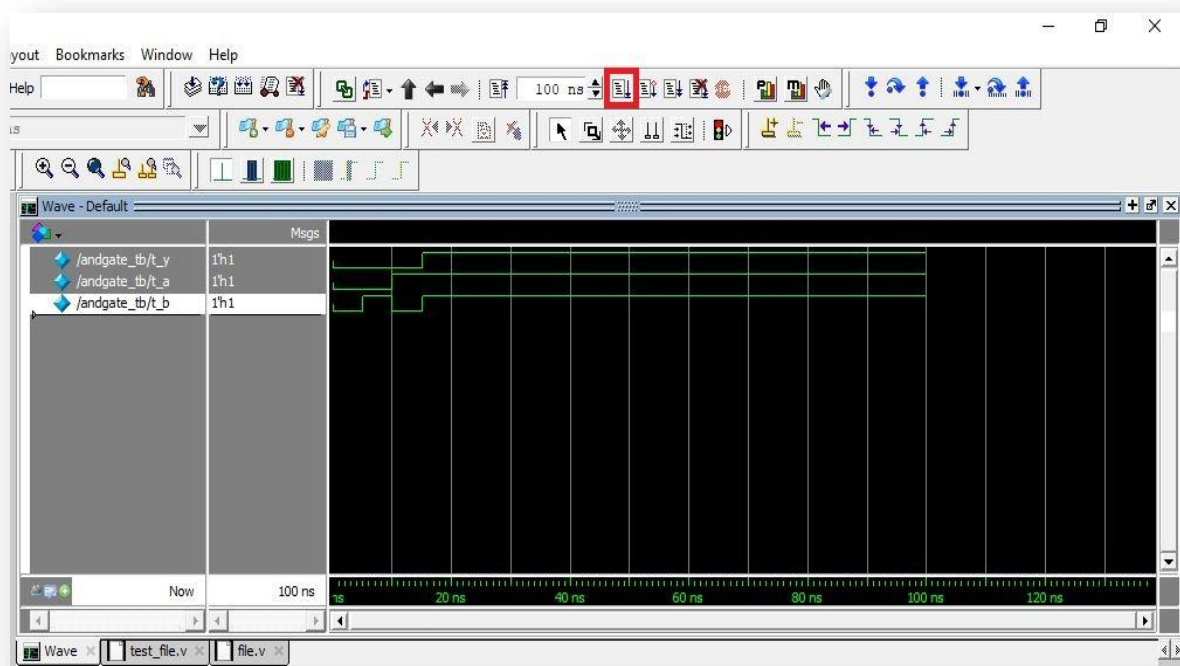 yout Bookmarks Window Help
Help
100 ns
ns
Wave - Default
Msgs
/andgate_tb/t_y 1'h1
/andgate_tb/t_a 1'h1
/andgate_tb/t_b 1'h1
Now 100 ns
ns 20 ns 40 ns 60 ns 80 ns 100 ns 120 ns
Wave test_file.v file.v